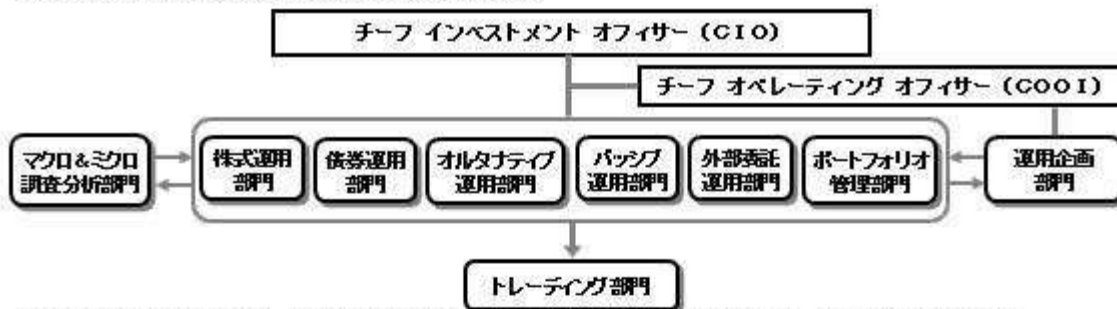 チーフ インベストメント オフィサー (CIO)
チーフ オペレーティング オフィサー (COOI)
マクロ&ミクロ
調査分析部門
株式運用
部門
債券運用
部門
オルタナティブ
運用部門
パッシブ
運用部門
外部委託
運用部門
ポートフォリオ
管理部門
運用企画
部門
トレーディング部門